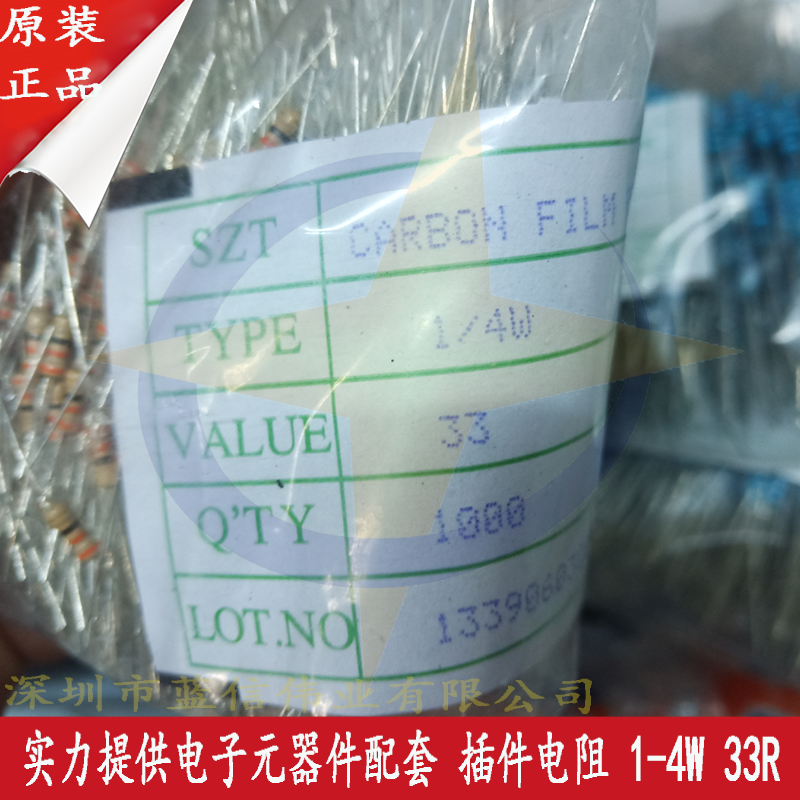 原装
正品
SZT CARBON FILM
TYPE 1/4W
VALUE 33
Q'TY 1000
LOT.NO 13390603
深圳市蓝信伟业有限公司
实力提供电子元器件配套 插件电阻 1-4W 33R